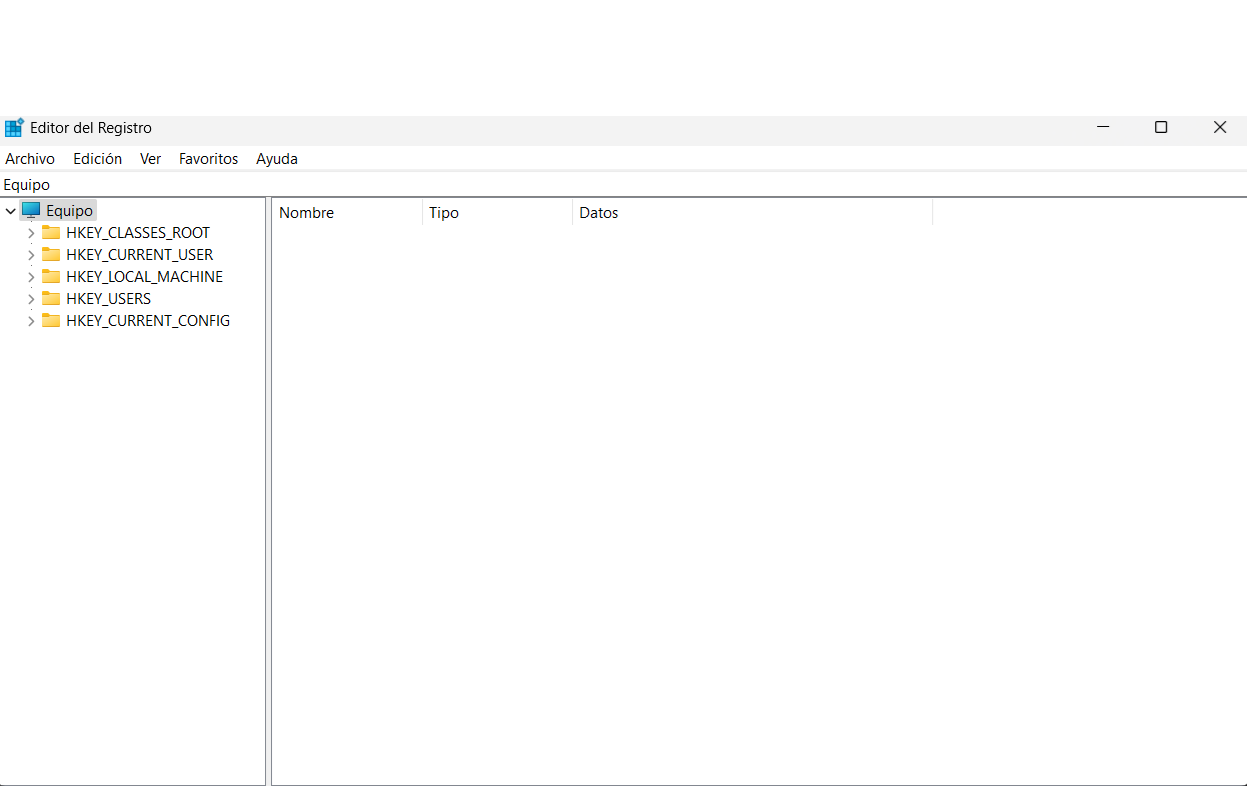 Editor del Registro
Archivo Edición Ver Favoritos Ayuda
Equipo
Equipo
HKEY_CLASSES_ROOT
HKEY_CURRENT_USER
HKEY_LOCAL_MACHINE
HKEY_USERS
HKEY_CURRENT_CONFIG
Nombre Tipo Datos